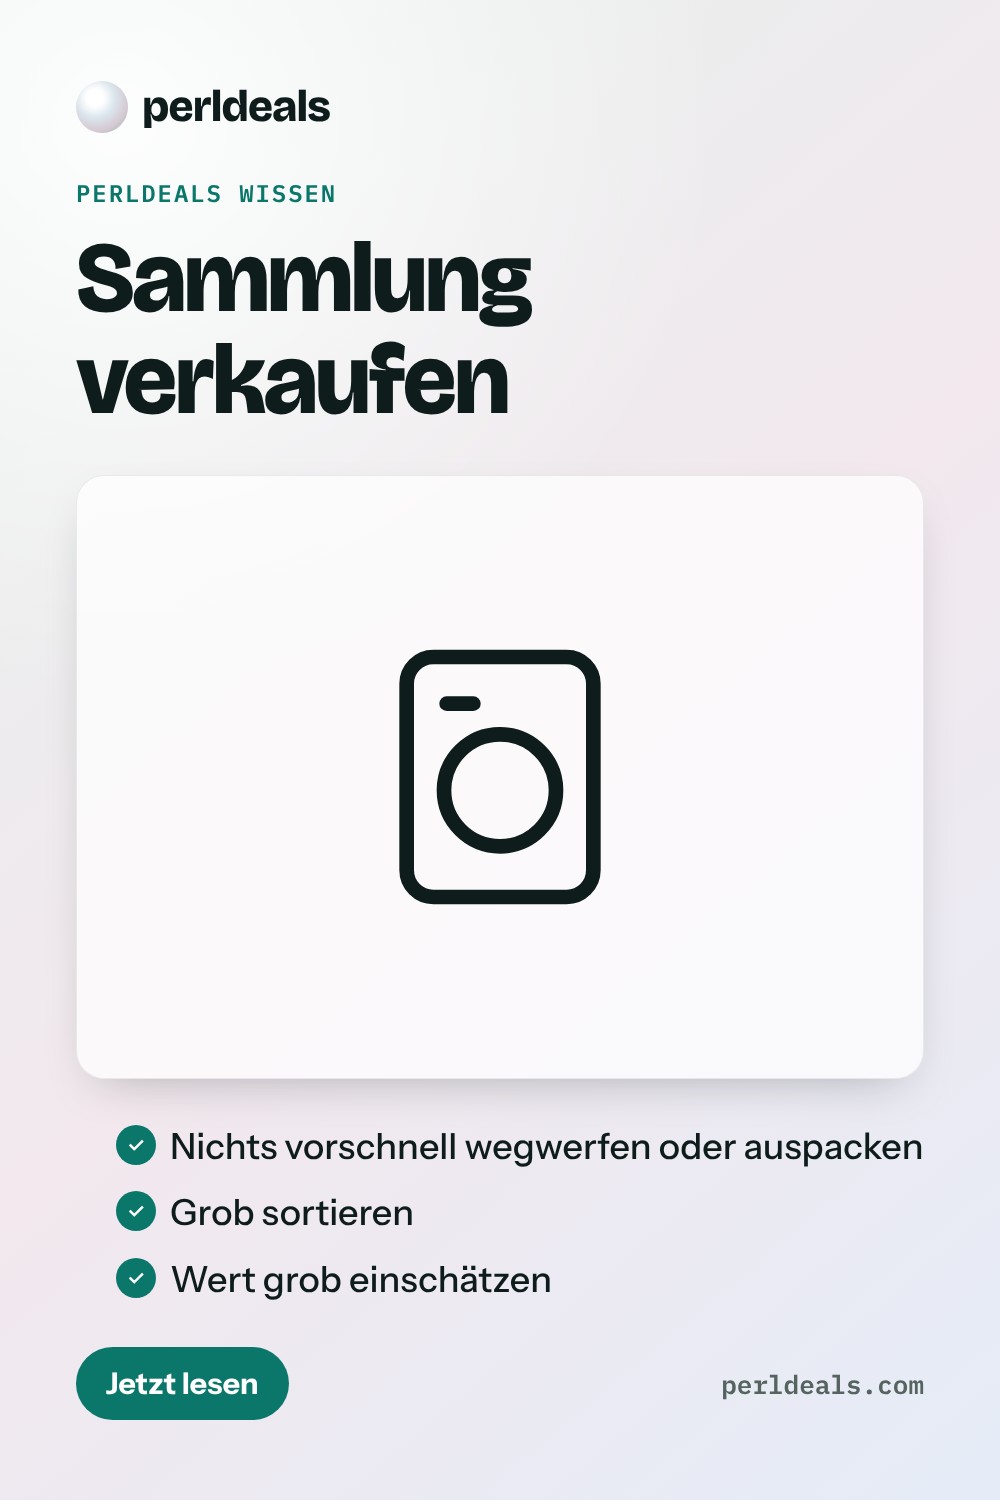 perldeals
PERLDEALS WISSEN
Sammlung
verkaufen
Nichts vorschnell wegwerfen oder auspacken
Grob sortieren
Wert grob einschätzen
Jetzt lesen
perldeals.com